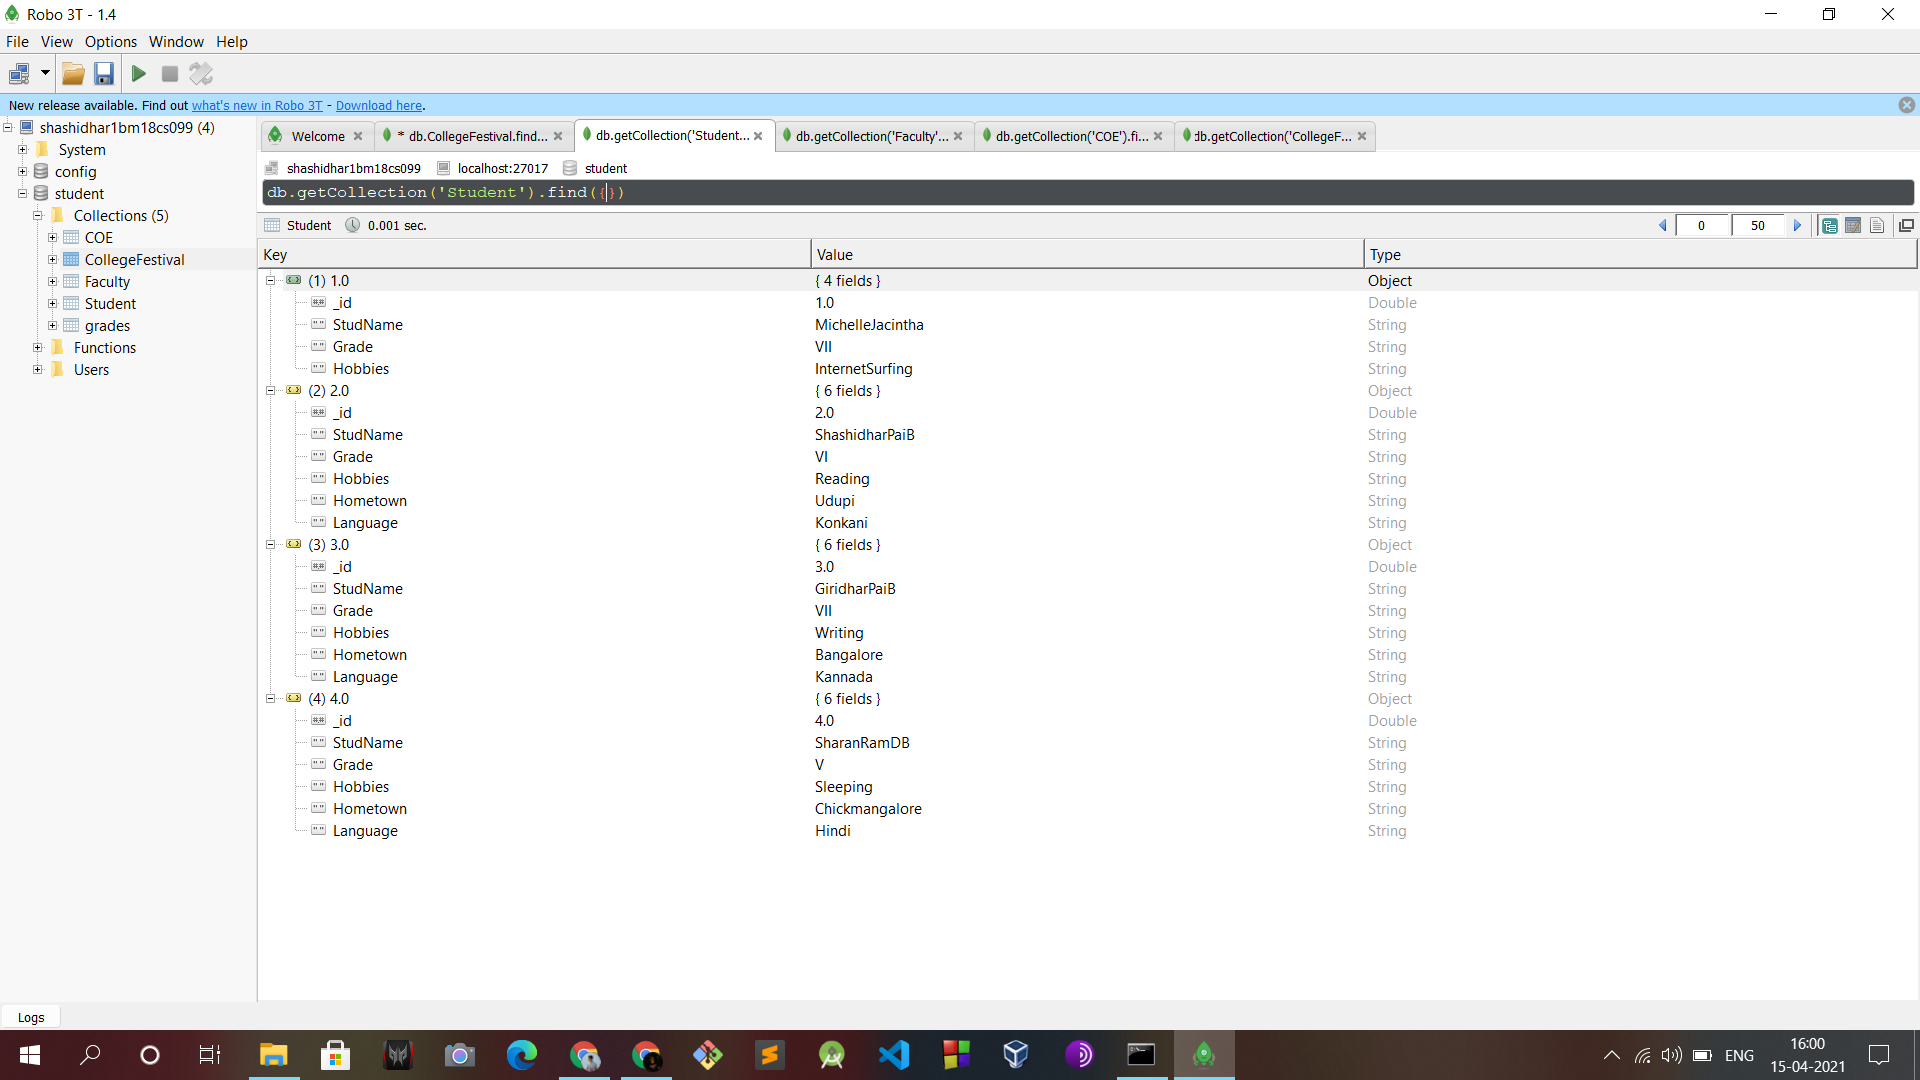 Robo 3T - 1.4
File View Options Window Help
New release available. Find out what's new in Robo 3T - Download here.
shashidhar1bm18cs099 (4)
System
config
student
Collections (5)
COE
CollegeFestival
Faculty
Student
grades
Functions
Users
Welcome * db.CollegeFestival.find... db.getCollection('Student... db.getCollection('Faculty'... db.getCollection('COE').fi... db.getCollection('CollegeF...
shashidhar1bm18cs099 localhost:27017 student
db.getCollection('Student').find({})
Student 0.001 sec. 0 50
Key Value Type
(1) 1.0 { 4 fields } Object
_id 1.0 Double
StudName MichelleJacintha String
Grade VII String
Hobbies InternetSurfing String
(2) 2.0 { 6 fields } Object
_id 2.0 Double
StudName ShashidharPaiB String
Grade VI String
Hobbies Reading String
Hometown Udupi String
Language Konkani String
(3) 3.0 { 6 fields } Object
_id 3.0 Double
StudName GiridharPaiB String
Grade VII String
Hobbies Writing String
Hometown Bangalore String
Language Kannada String
(4) 4.0 { 6 fields } Object
_id 4.0 Double
StudName SharanRamDB String
Grade V String
Hobbies Sleeping String
Hometown Chickmangalore String
Language Hindi String
Logs
ENG
16:00
15-04-2021